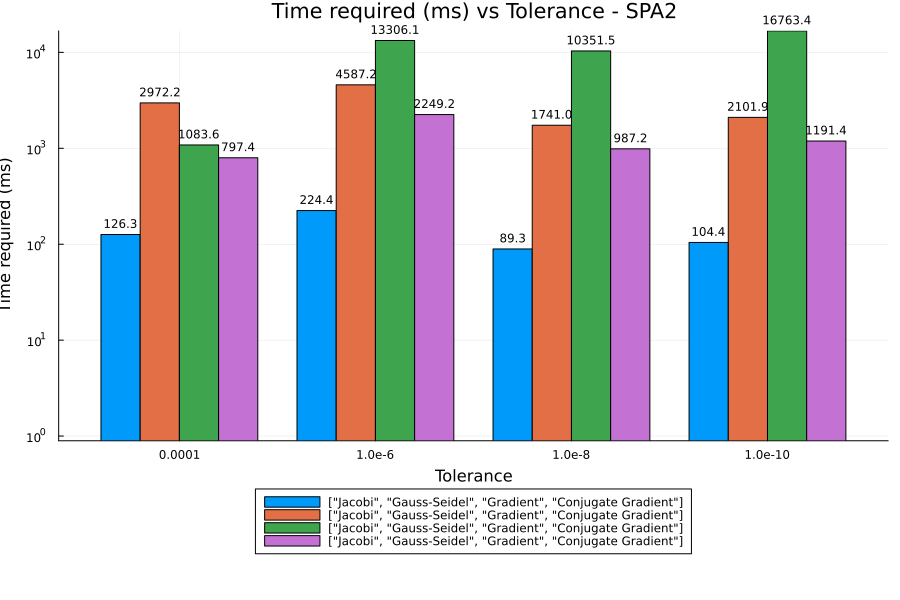 Time required (ms) vs Tolerance - SPA2
Time required (ms)
10^4
10^3
10^2
10^1
10^0
126.3
2972.2
1083.6
797.4
224.4
4587.2
13306.1
2249.2
89.3
1741.0
10351.5
987.2
104.4
2101.9
16763.4
1191.4
0.0001
1.0e-6
1.0e-8
1.0e-10
Tolerance
["Jacobi", "Gauss-Seidel", "Gradient", "Conjugate Gradient"]
["Jacobi", "Gauss-Seidel", "Gradient", "Conjugate Gradient"]
["Jacobi", "Gauss-Seidel", "Gradient", "Conjugate Gradient"]
["Jacobi", "Gauss-Seidel", "Gradient", "Conjugate Gradient"]